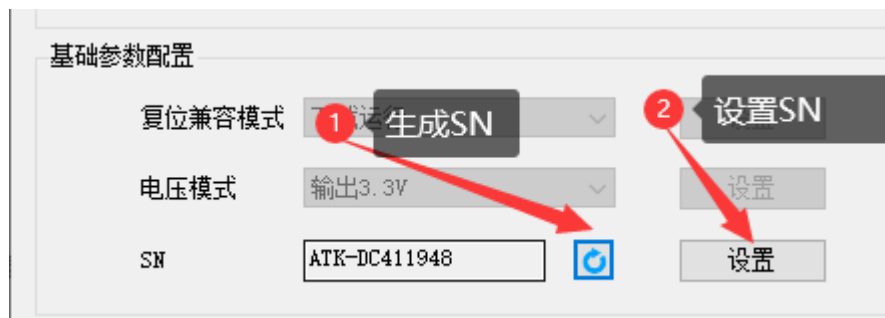 基础参数配置
复位兼容模式
1 生成SN
2 设置SN
电压模式 输出3.3V 设置
SN ATK-DC411948 设置